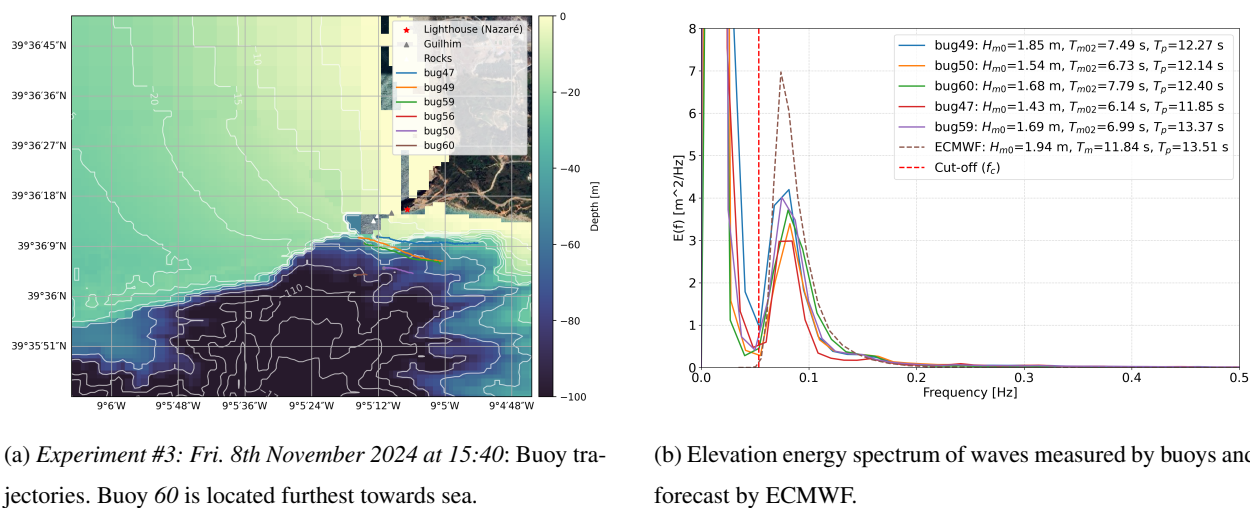 39°36′45″N
39°36′36″N
39°36′27″N
39°36′18″N
39°36′9″N
39°36′N
39°35′51″N
9°6′W
9°5′48″W
9°5′36″W
9°5′24″W
9°5′12″W
9°5′W
9°4′48″W
-20
-15
-110
Lighthouse (Nazaré)
Guilhim
Rocks
bug47
bug49
bug59
bug56
bug50
bug60
0
−20
−40
−60
−80
−100
Depth [m]
(a) Experiment #3: Fri. 8th November 2024 at 15:40: Buoy tra-
jectories. Buoy 60 is located furthest towards sea.
8
7
6
5
4
3
2
1
0
E(f) [m^2/Hz]
0.0
0.1
0.2
0.3
0.4
0.5
Frequency [Hz]
bug49: Hm0=1.85 m, Tm02=7.49 s, Tp=12.27 s
bug50: Hm0=1.54 m, Tm02=6.73 s, Tp=12.14 s
bug60: Hm0=1.68 m, Tm02=7.79 s, Tp=12.40 s
bug47: Hm0=1.43 m, Tm02=6.14 s, Tp=11.85 s
bug59: Hm0=1.69 m, Tm02=6.99 s, Tp=13.37 s
ECMWF: Hm0=1.94 m, Tm=11.84 s, Tp=13.51 s
Cut-off (fc)
(b) Elevation energy spectrum of waves measured by buoys and
forecast by ECMWF.